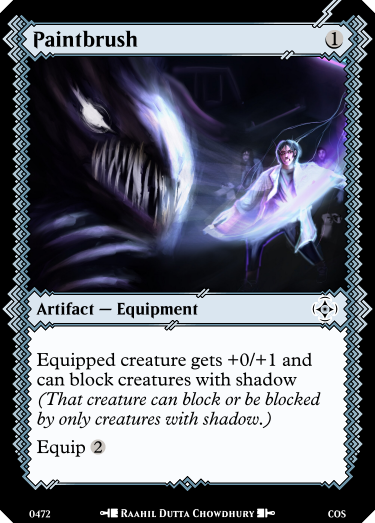 Paintbrush 1
Artifact — Equipment
Equipped creature gets +0/+1 and
can block creatures with shadow
(That creature can block or be blocked
by only creatures with shadow.)
Equip 2
0472 Raahil Dutta Chowdhury COS